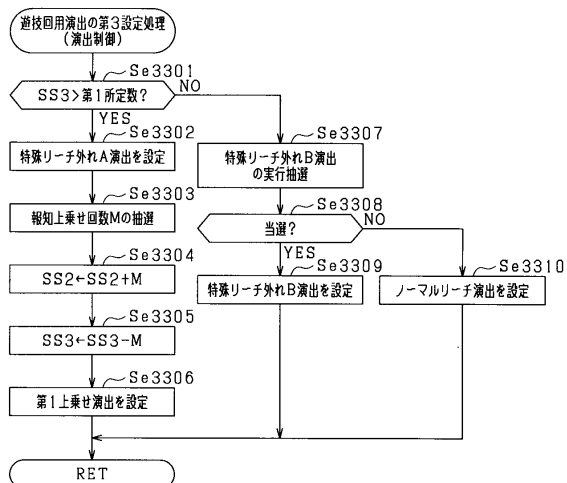 遊技回用演出の第3設定処理
(演出制御)
Se3301
SS3>第1所定数?
NO
YES
Se3302
特殊リーチ外れA演出を設定
Se3303
報知上乗せ回数Mの抽選
Se3304
SS2←SS2+M
Se3305
SS3←SS3-M
Se3306
第1上乗せ演出を設定
Se3307
特殊リーチ外れB演出
の実行抽選
Se3308
当選?
NO
YES
Se3309
特殊リーチ外れB演出を設定
Se3310
ノーマルリーチ演出を設定
RET